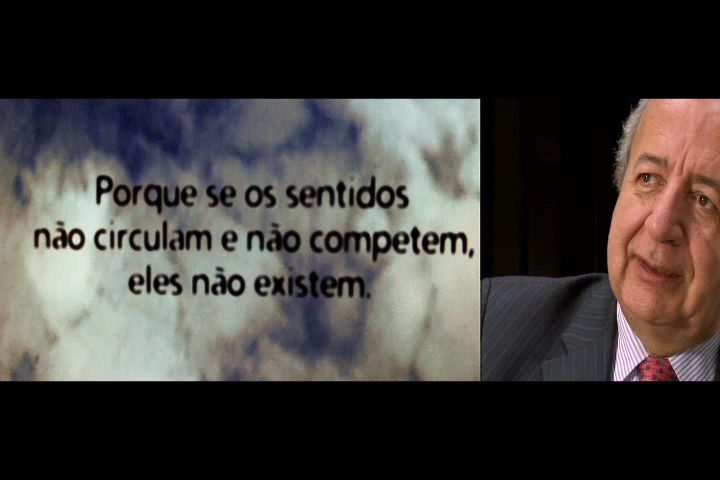 Porque se os sentidos
não circulam e não competem,
eles não existem.